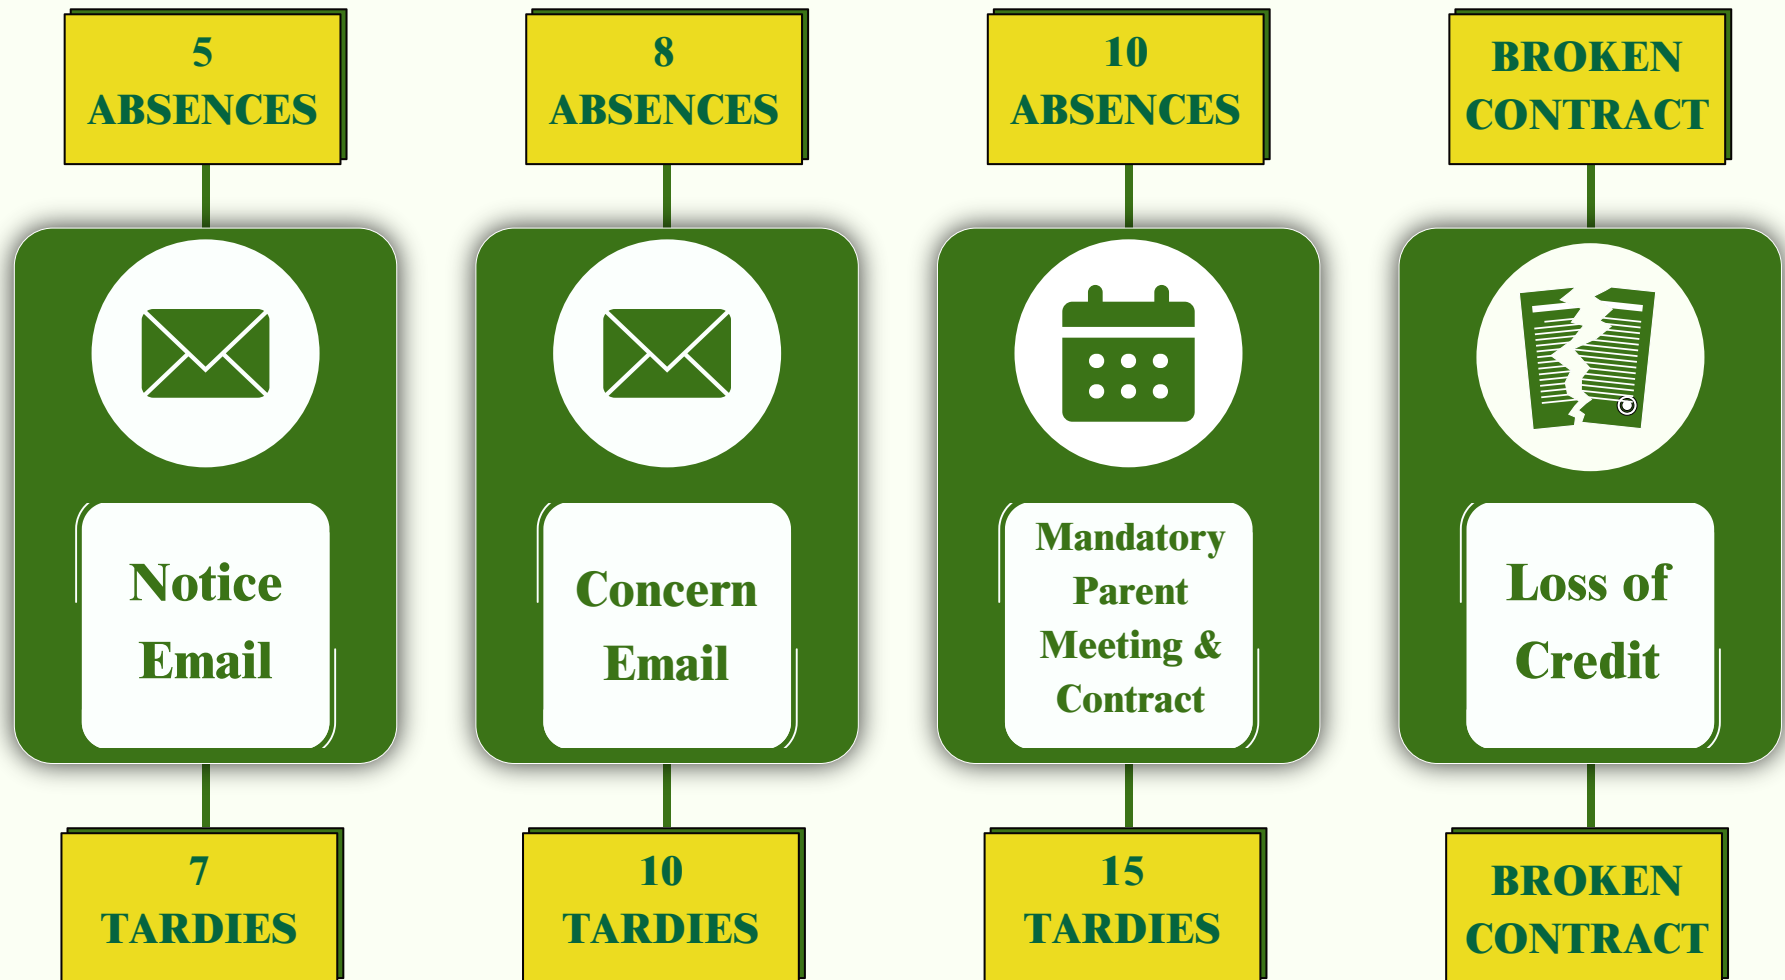 5
ABSENCES
8
ABSENCES
10
ABSENCES
BROKEN
CONTRACT
Notice
Email
Concern
Email
Mandatory
Parent
Meeting &
Contract
Loss of
Credit
7
TARDIES
10
TARDIES
15
TARDIES
BROKEN
CONTRACT